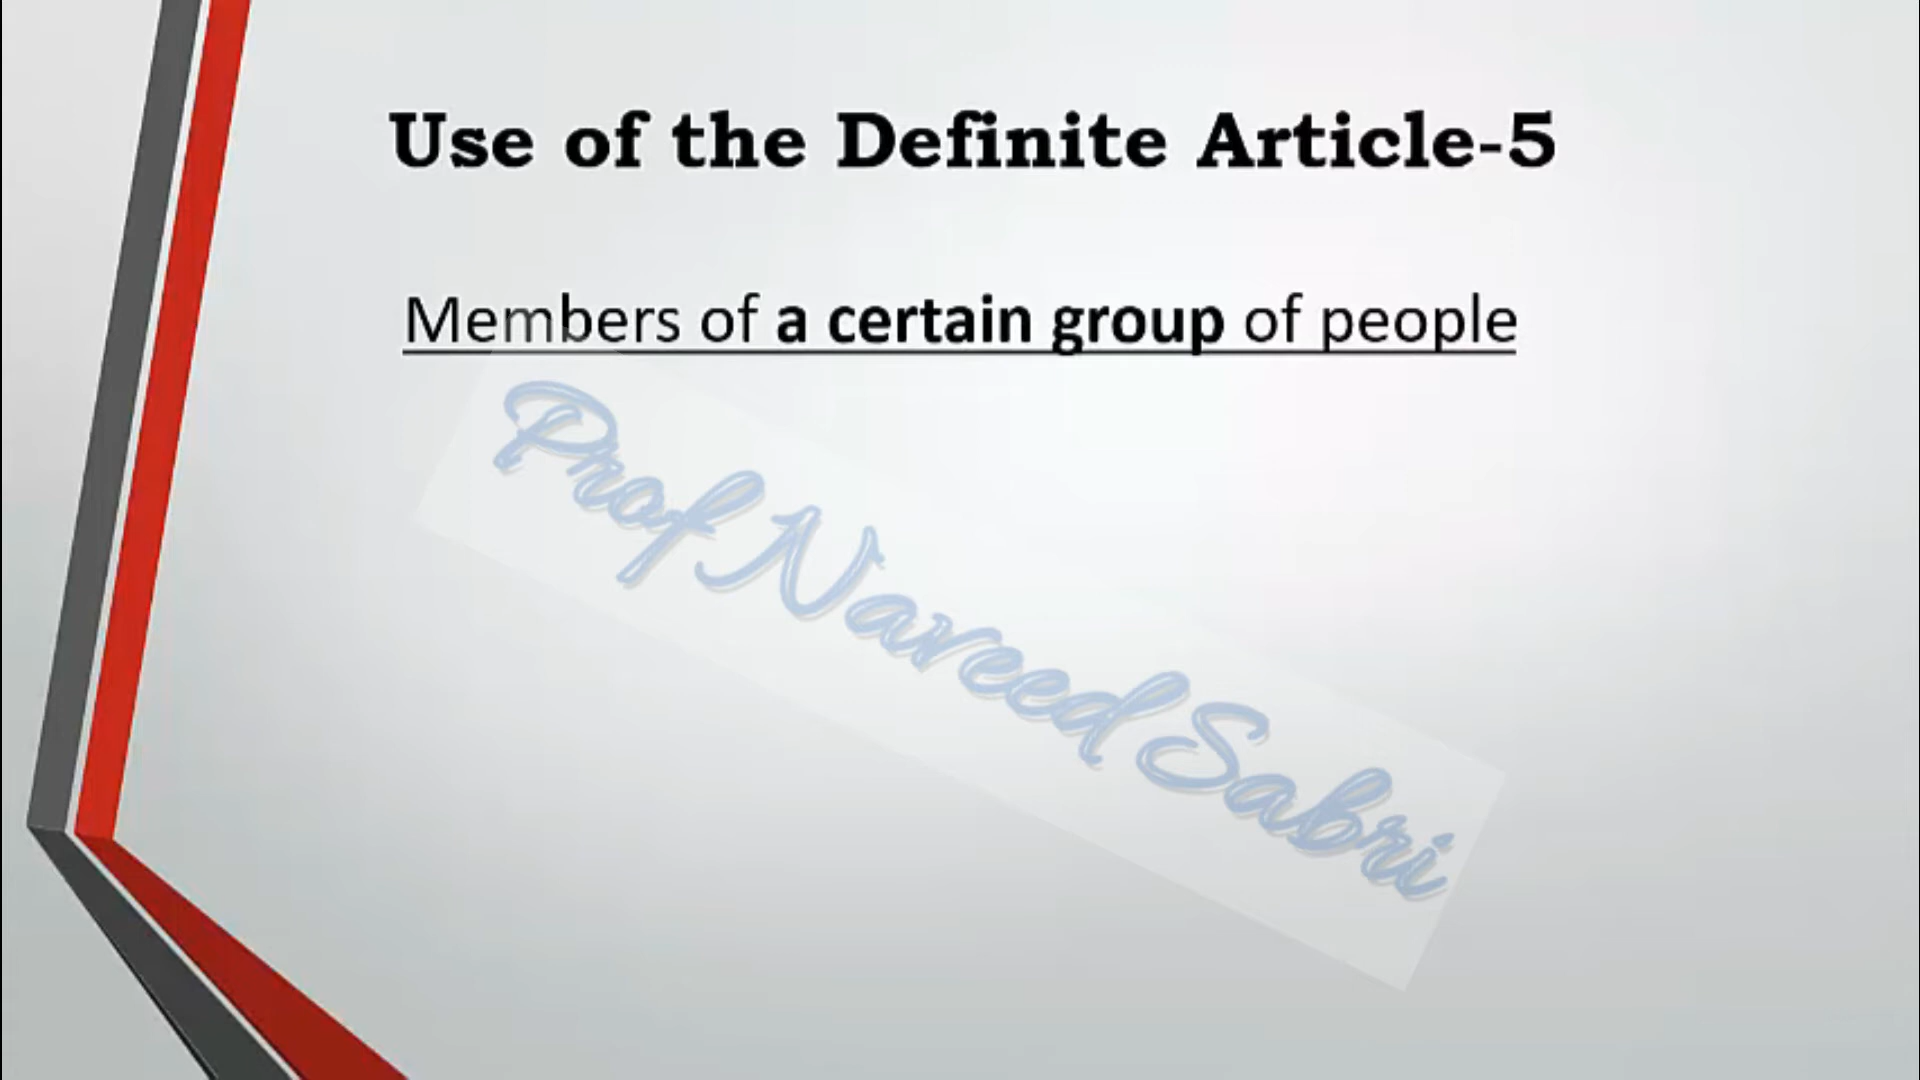 Use of the Definite Article-5
Members of a certain group of people
Prof Naveed Sabri